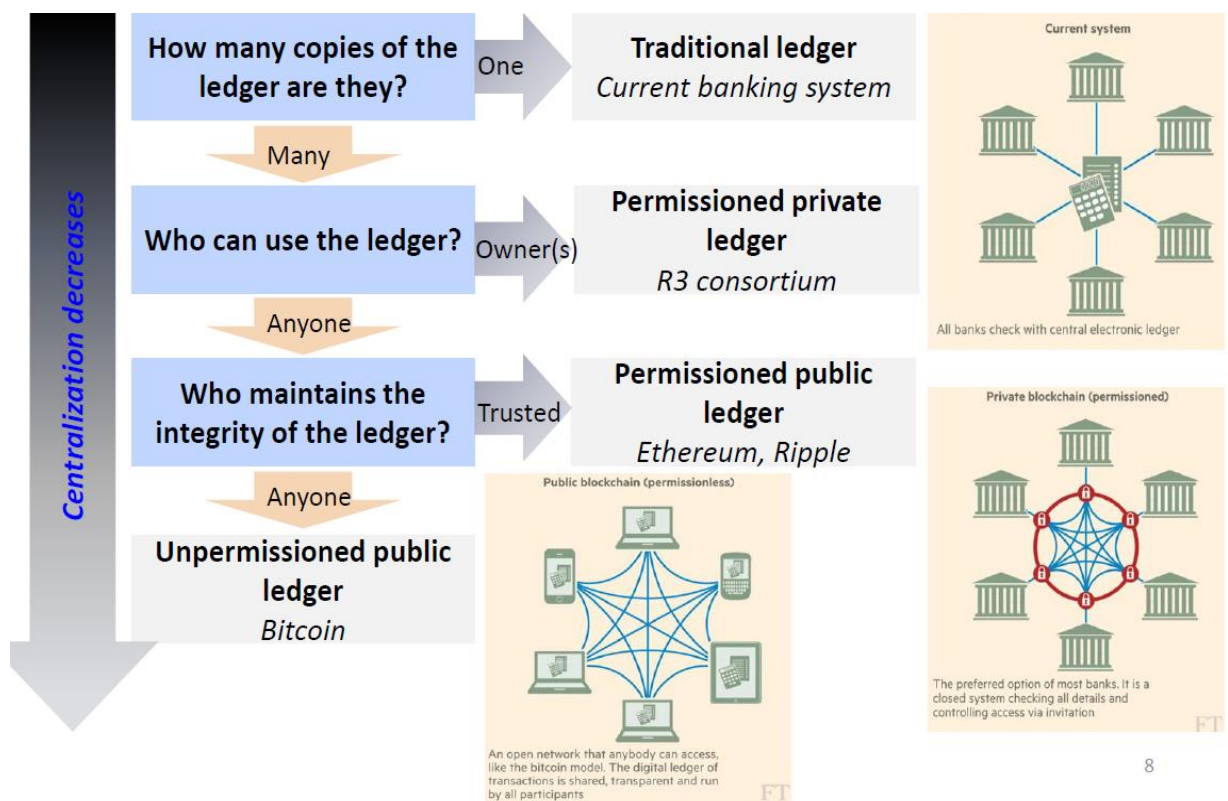 Centralization decreases
How many copies of the
ledger are they?
One
Traditional ledger
Current banking system
Many
Who can use the ledger?
Owner(s)
Permissioned private
ledger
R3 consortium
Anyone
Who maintains the
integrity of the ledger?
Trusted
Permissioned public
ledger
Ethereum, Ripple
Anyone
Unpermissioned public
ledger
Bitcoin
Current system
All banks check with central electronic ledger
Private blockchain (permissioned)
The preferred option of most banks. It is a
closed system checking all details and
controlling access via invitation
FT
Public blockchain (permissionless)
An open network that anybody can access,
like the bitcoin model. The digital ledger of
transactions is shared, transparent and run
by all participants
FT
8